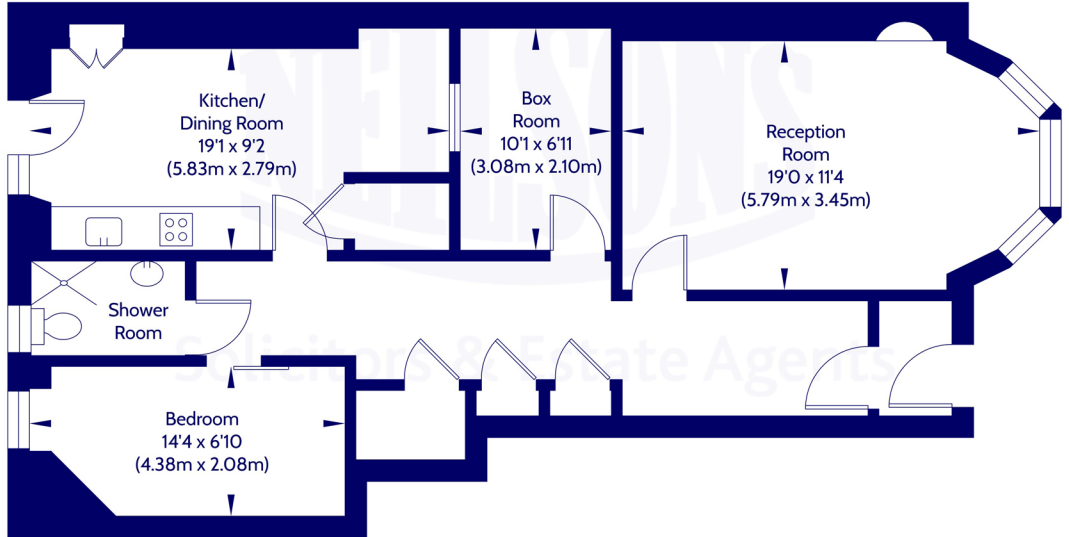 NEILSONS
Solicitors & Estate Agents
Kitchen/
Dining Room
19'1 x 9'2
(5.83m x 2.79m)
Box
Room
10'1 x 6'11
(3.08m x 2.10m)
Reception
Room
19'0 x 11'4
(5.79m x 3.45m)
Shower
Room
Bedroom
14'4 x 6'10
(4.38m x 2.08m)